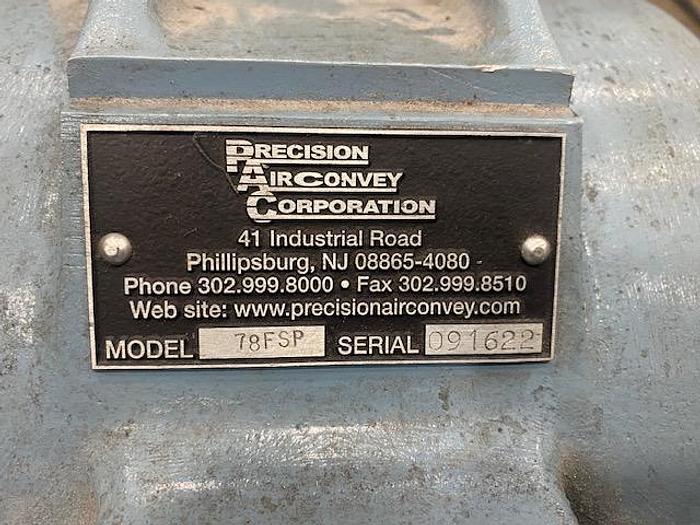 PRECISION
AIRCONVEY
CORPORATION
41 Industrial Road
Phillipsburg, NJ 08865-4080
Phone 302.999.8000 • Fax 302.999.8510
Web site: www.precisionairconvey.com
MODEL 78FSP SERIAL 091622